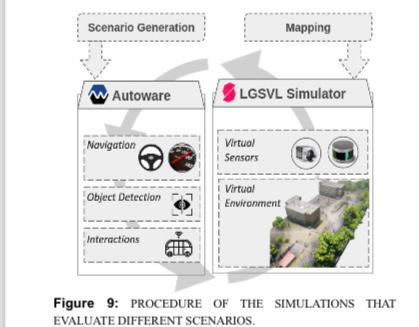 Scenario Generation
Mapping
Autoware
LGSVL Simulator
Navigation
Object Detection
Interactions
Virtual
Sensors
Virtual
Environment
Figure 9: PROCEDURE OF THE SIMULATIONS THAT
EVALUATE DIFFERENT SCENARIOS.